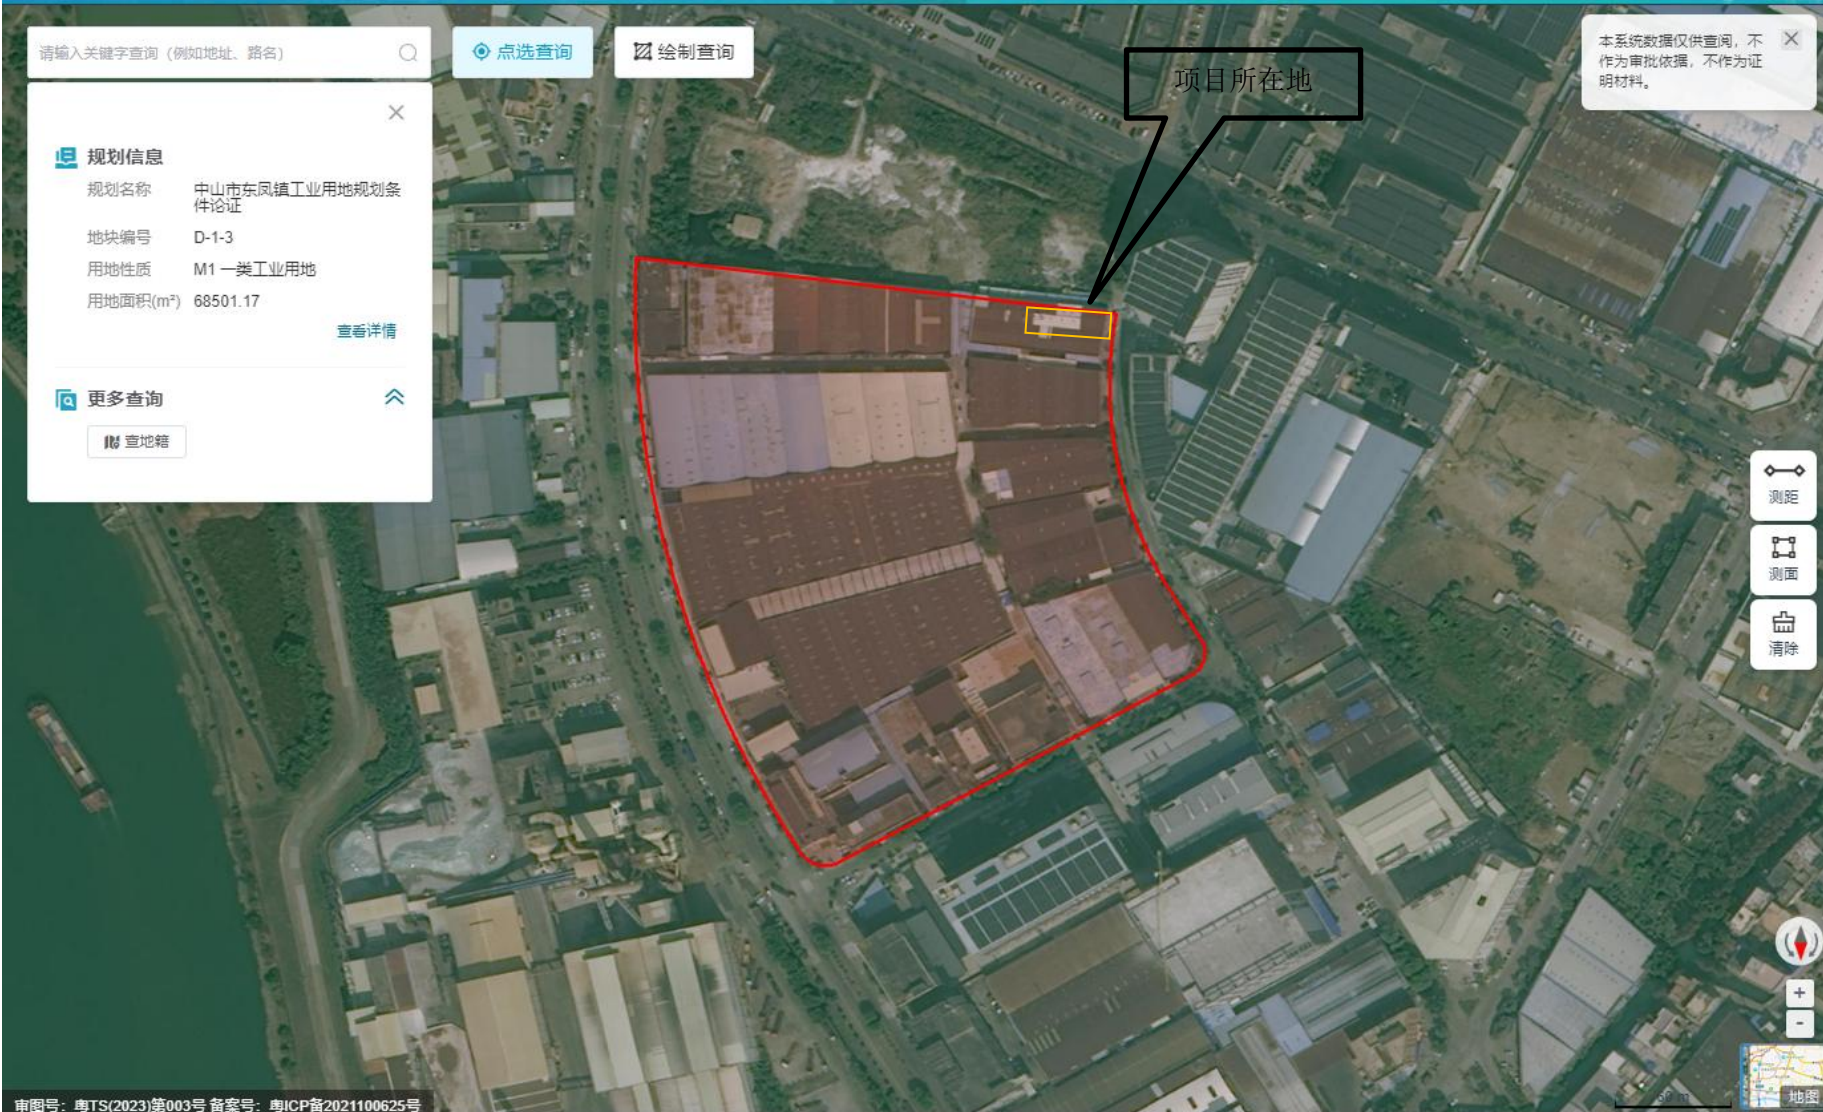 请输入关键字查询（例如地址、路名）
点选查询
绘制查询
项目所在地
本系统数据仅供查阅，不
作为审批依据，不作为证
明材料。
规划信息
规划名称 中山市东凤镇工业用地规划条
件论证
地块编号 D-1-3
用地性质 M1 一类工业用地
用地面积(m²) 68501.17
查看详情
更多查询
查地籍
测距
测面
清除
+
-
50 m
地图
审图号：粤TS(2023)第003号 备案号：粤ICP备2021100625号